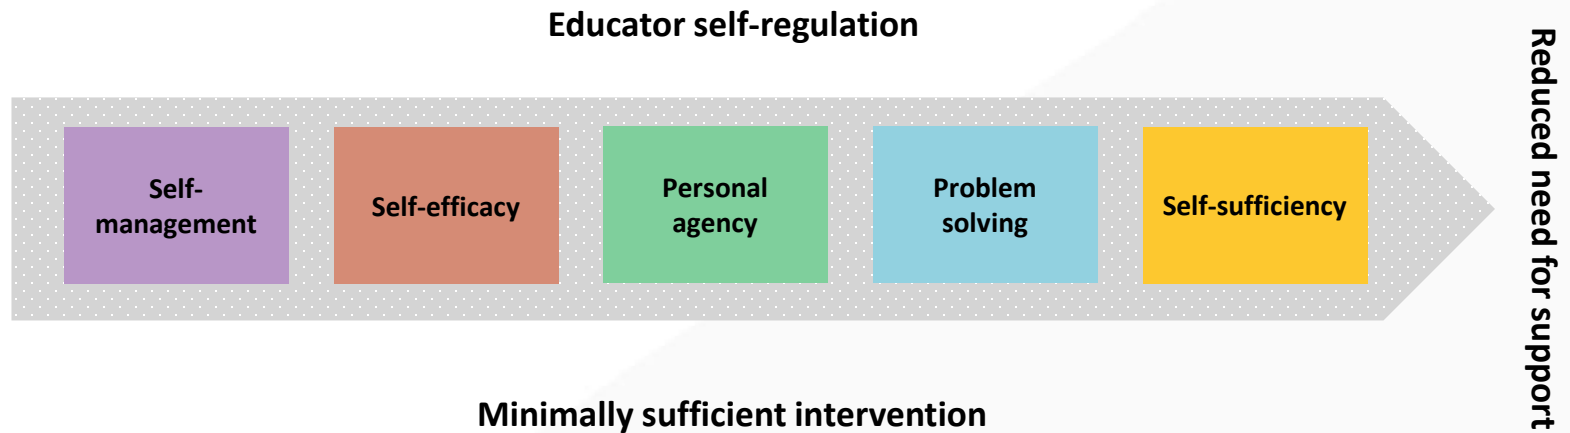 Educator self-regulation
Self-
management
Self-efficacy
Personal
agency
Problem
solving
Self-sufficiency
Reduced need for support
Minimally sufficient intervention